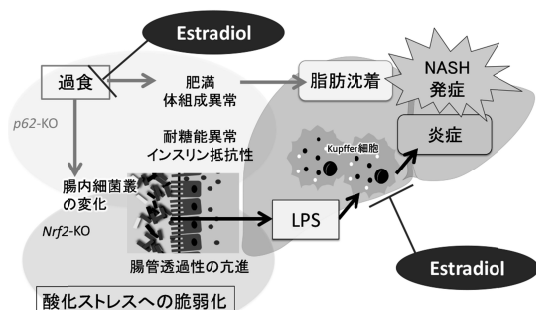 Estradiol
過食
肥満
体組成異常
脂肪沈着
NASH
発症
p62-KO
耐糖能異常
インスリン抵抗性
Kupffer細胞
炎症
腸内細菌叢
の変化
Nrf2-KO
LPS
腸管透過性の亢進
Estradiol
酸化ストレスへの脆弱化